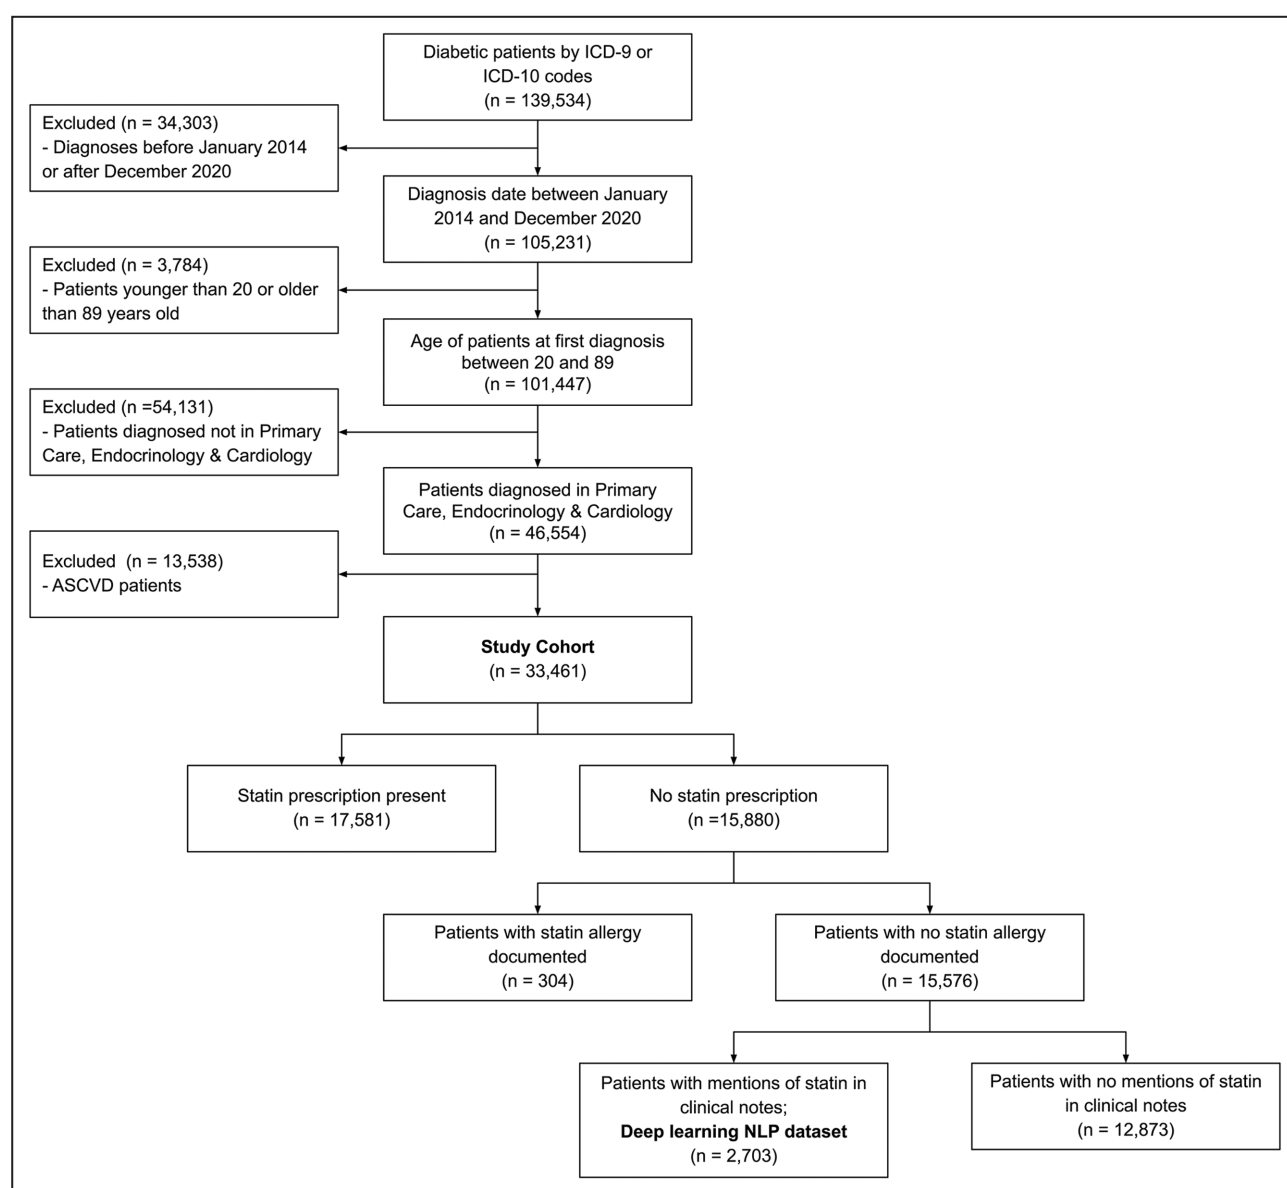 Diabetic patients by ICD-9 or
ICD-10 codes
(n = 139,534)
Excluded (n = 34,303)
- Diagnoses before January 2014
or after December 2020
Diagnosis date between January
2014 and December 2020
(n = 105,231)
Excluded (n = 3,784)
- Patients younger than 20 or older
than 89 years old
Age of patients at first diagnosis
between 20 and 89
(n = 101,447)
Excluded (n =54,131)
- Patients diagnosed not in Primary
Care, Endocrinology & Cardiology
Patients diagnosed in Primary
Care, Endocrinology & Cardiology
(n = 46,554)
Excluded (n = 13,538)
- ASCVD patients
Study Cohort
(n = 33,461)
Statin prescription present
(n = 17,581)
No statin prescription
(n =15,880)
Patients with statin allergy
documented
(n = 304)
Patients with no statin allergy
documented
(n = 15,576)
Patients with mentions of statin in
clinical notes;
Deep learning NLP dataset
(n = 2,703)
Patients with no mentions of statin
in clinical notes
(n = 12,873)